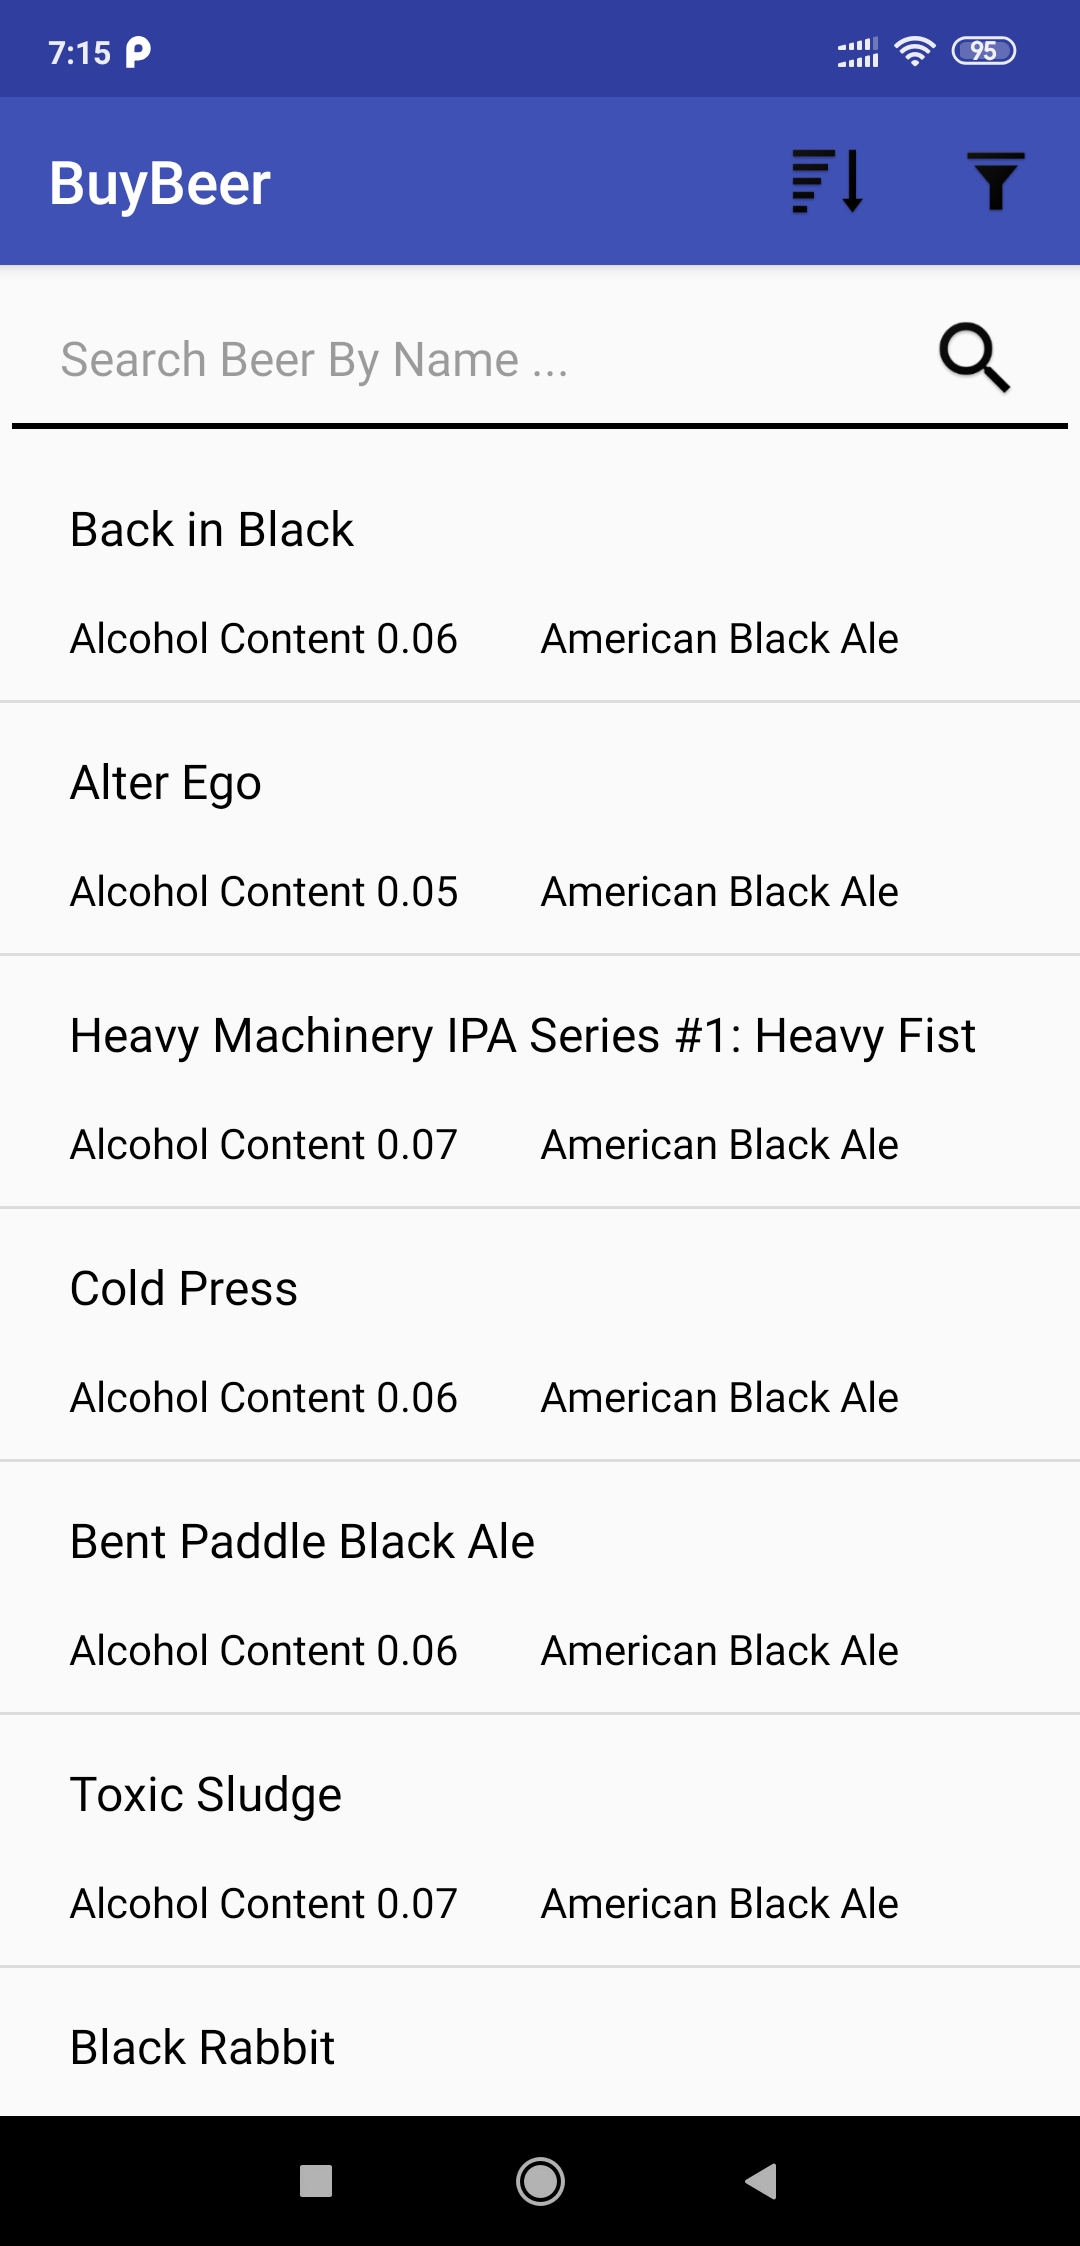 7:15
95
BuyBeer
Search Beer By Name ...
Back in Black
Alcohol Content 0.06 American Black Ale
Alter Ego
Alcohol Content 0.05 American Black Ale
Heavy Machinery IPA Series #1: Heavy Fist
Alcohol Content 0.07 American Black Ale
Cold Press
Alcohol Content 0.06 American Black Ale
Bent Paddle Black Ale
Alcohol Content 0.06 American Black Ale
Toxic Sludge
Alcohol Content 0.07 American Black Ale
Black Rabbit